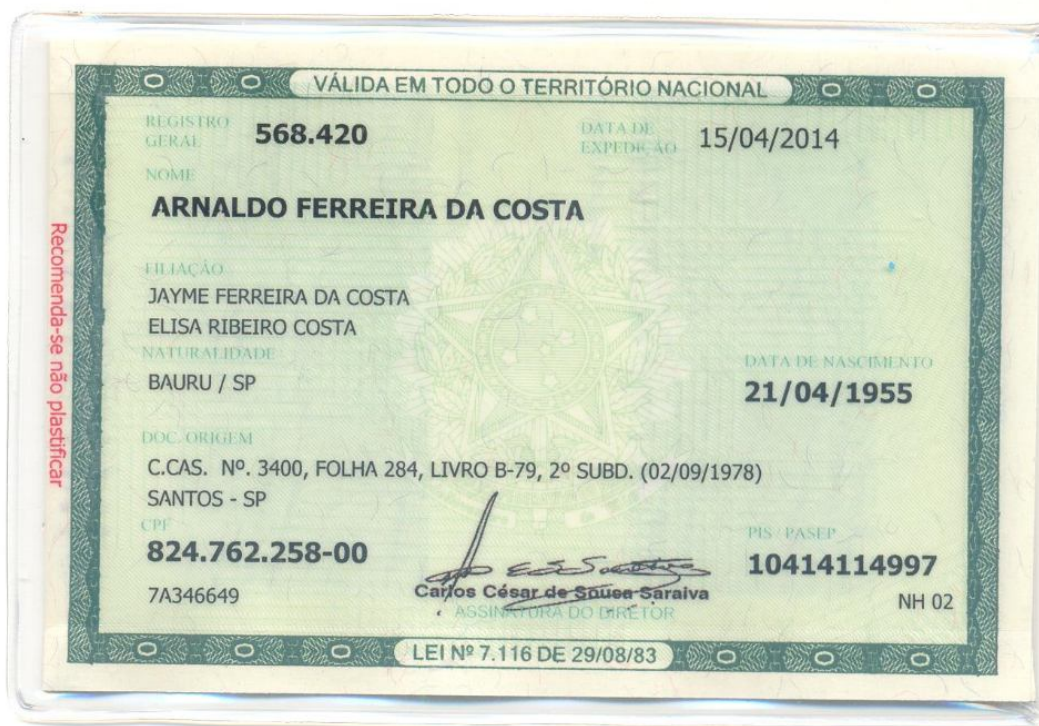 VÁLIDA EM TODO O TERRITÓRIO NACIONAL
REGISTRO GERAL 568.420 DATA DE EXPEDIÇÃO 15/04/2014
NOME
ARNALDO FERREIRA DA COSTA
FILIAÇÃO
JAYME FERREIRA DA COSTA
ELISA RIBEIRO COSTA
NATURALIDADE DATA DE NASCIMENTO
BAURU / SP 21/04/1955
DOC. ORIGEM
C.CAS. Nº. 3400, FOLHA 284, LIVRO B-79, 2º SUBD. (02/09/1978)
SANTOS - SP
CPF PIS / PASEP
824.762.258-00 10414114997
7A346649 Carlos César de Sousa Saraiva NH 02
ASSINATURA DO DIRETOR
LEI Nº 7.116 DE 29/08/83
Recomenda-se não plastificar